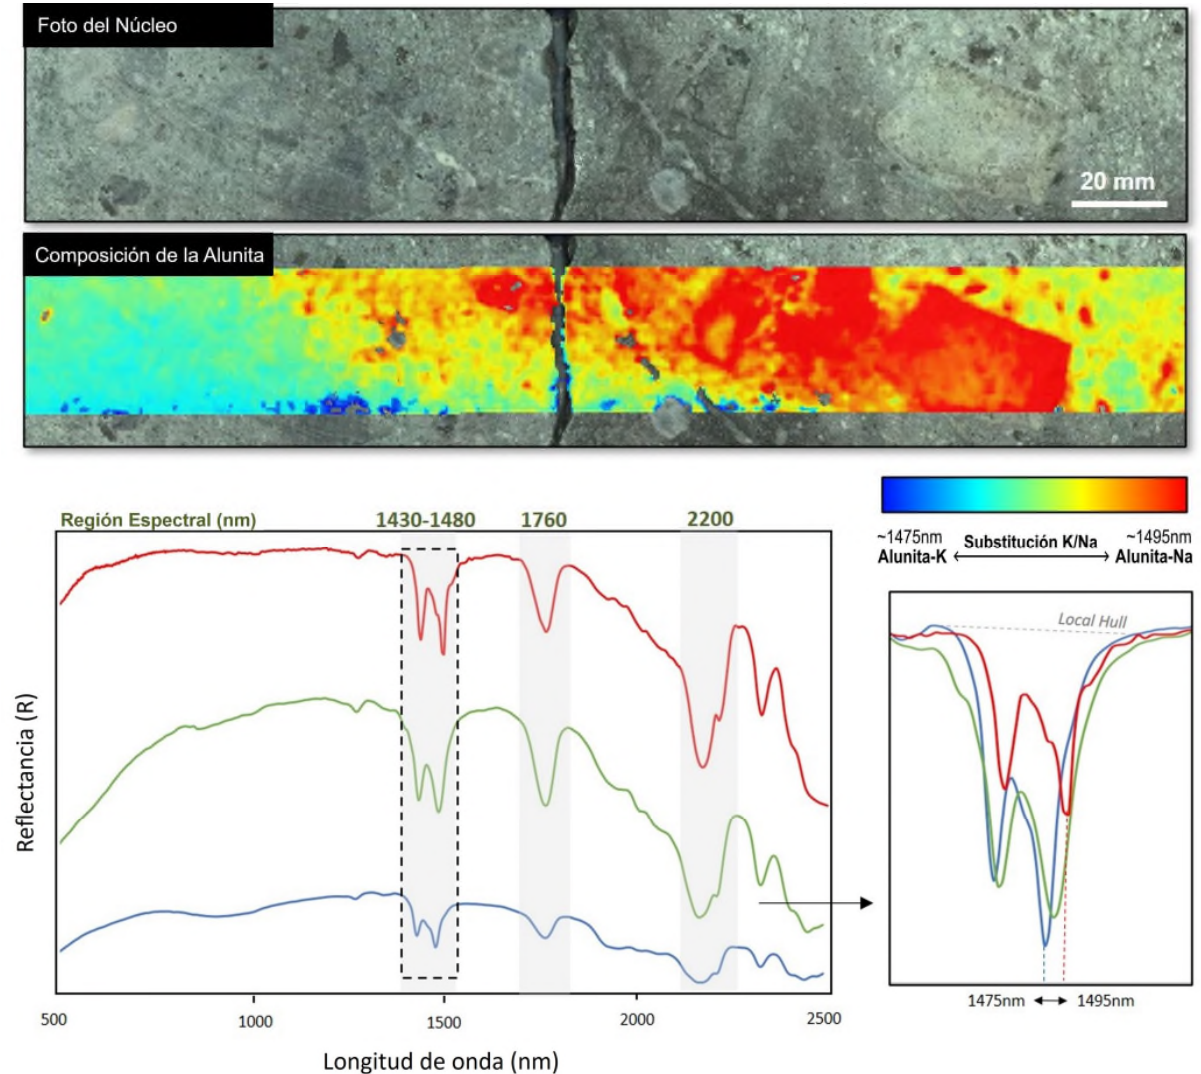 Foto del Núcleo
20 mm
Composición de la Alunita
Región Espectral (nm)
1430-1480
1760
2200
~1475nm
Alunita-K
Substitución K/Na
~1495nm
Alunita-Na
Local Hull
Reflectancia (R)
1475nm
1495nm
500
1000
1500
2000
2500
Longitud de onda (nm)